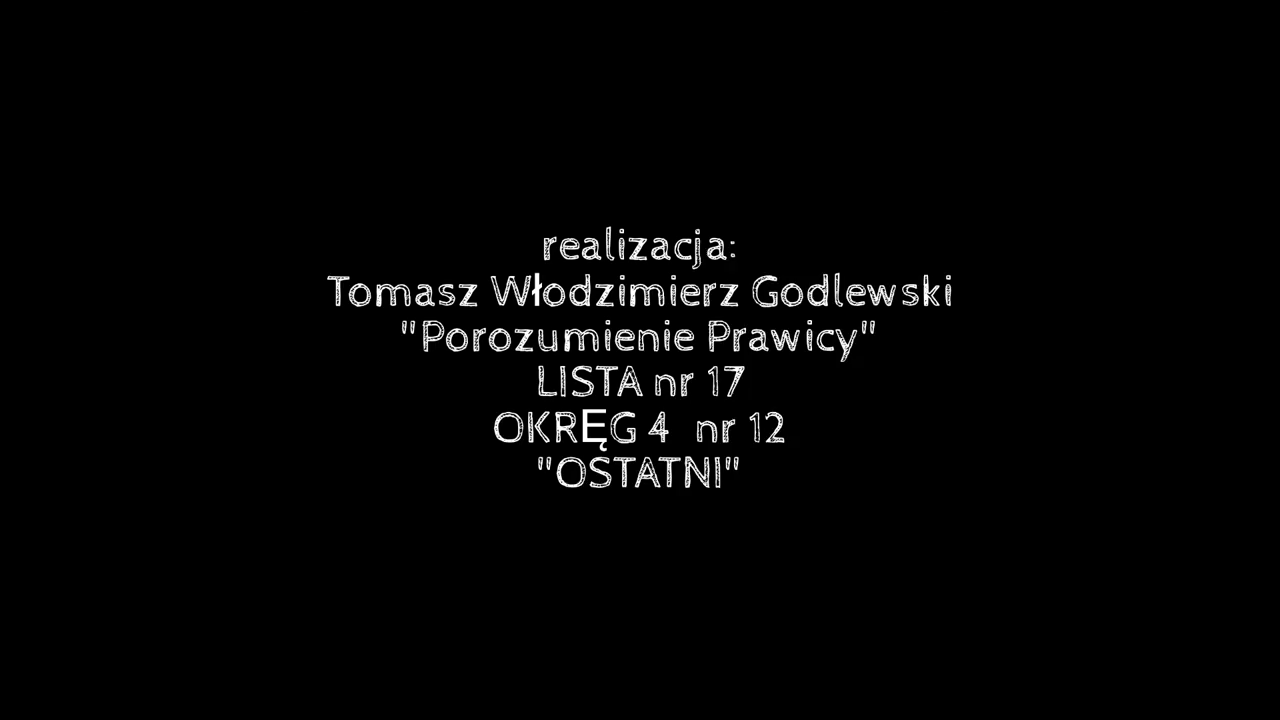 realizacja:
Tomasz Włodzimierz Godlewski
"Porozumienie Prawicy"
LISTA nr 17
OKRĘG 4 nr 12
"OSTATNI"